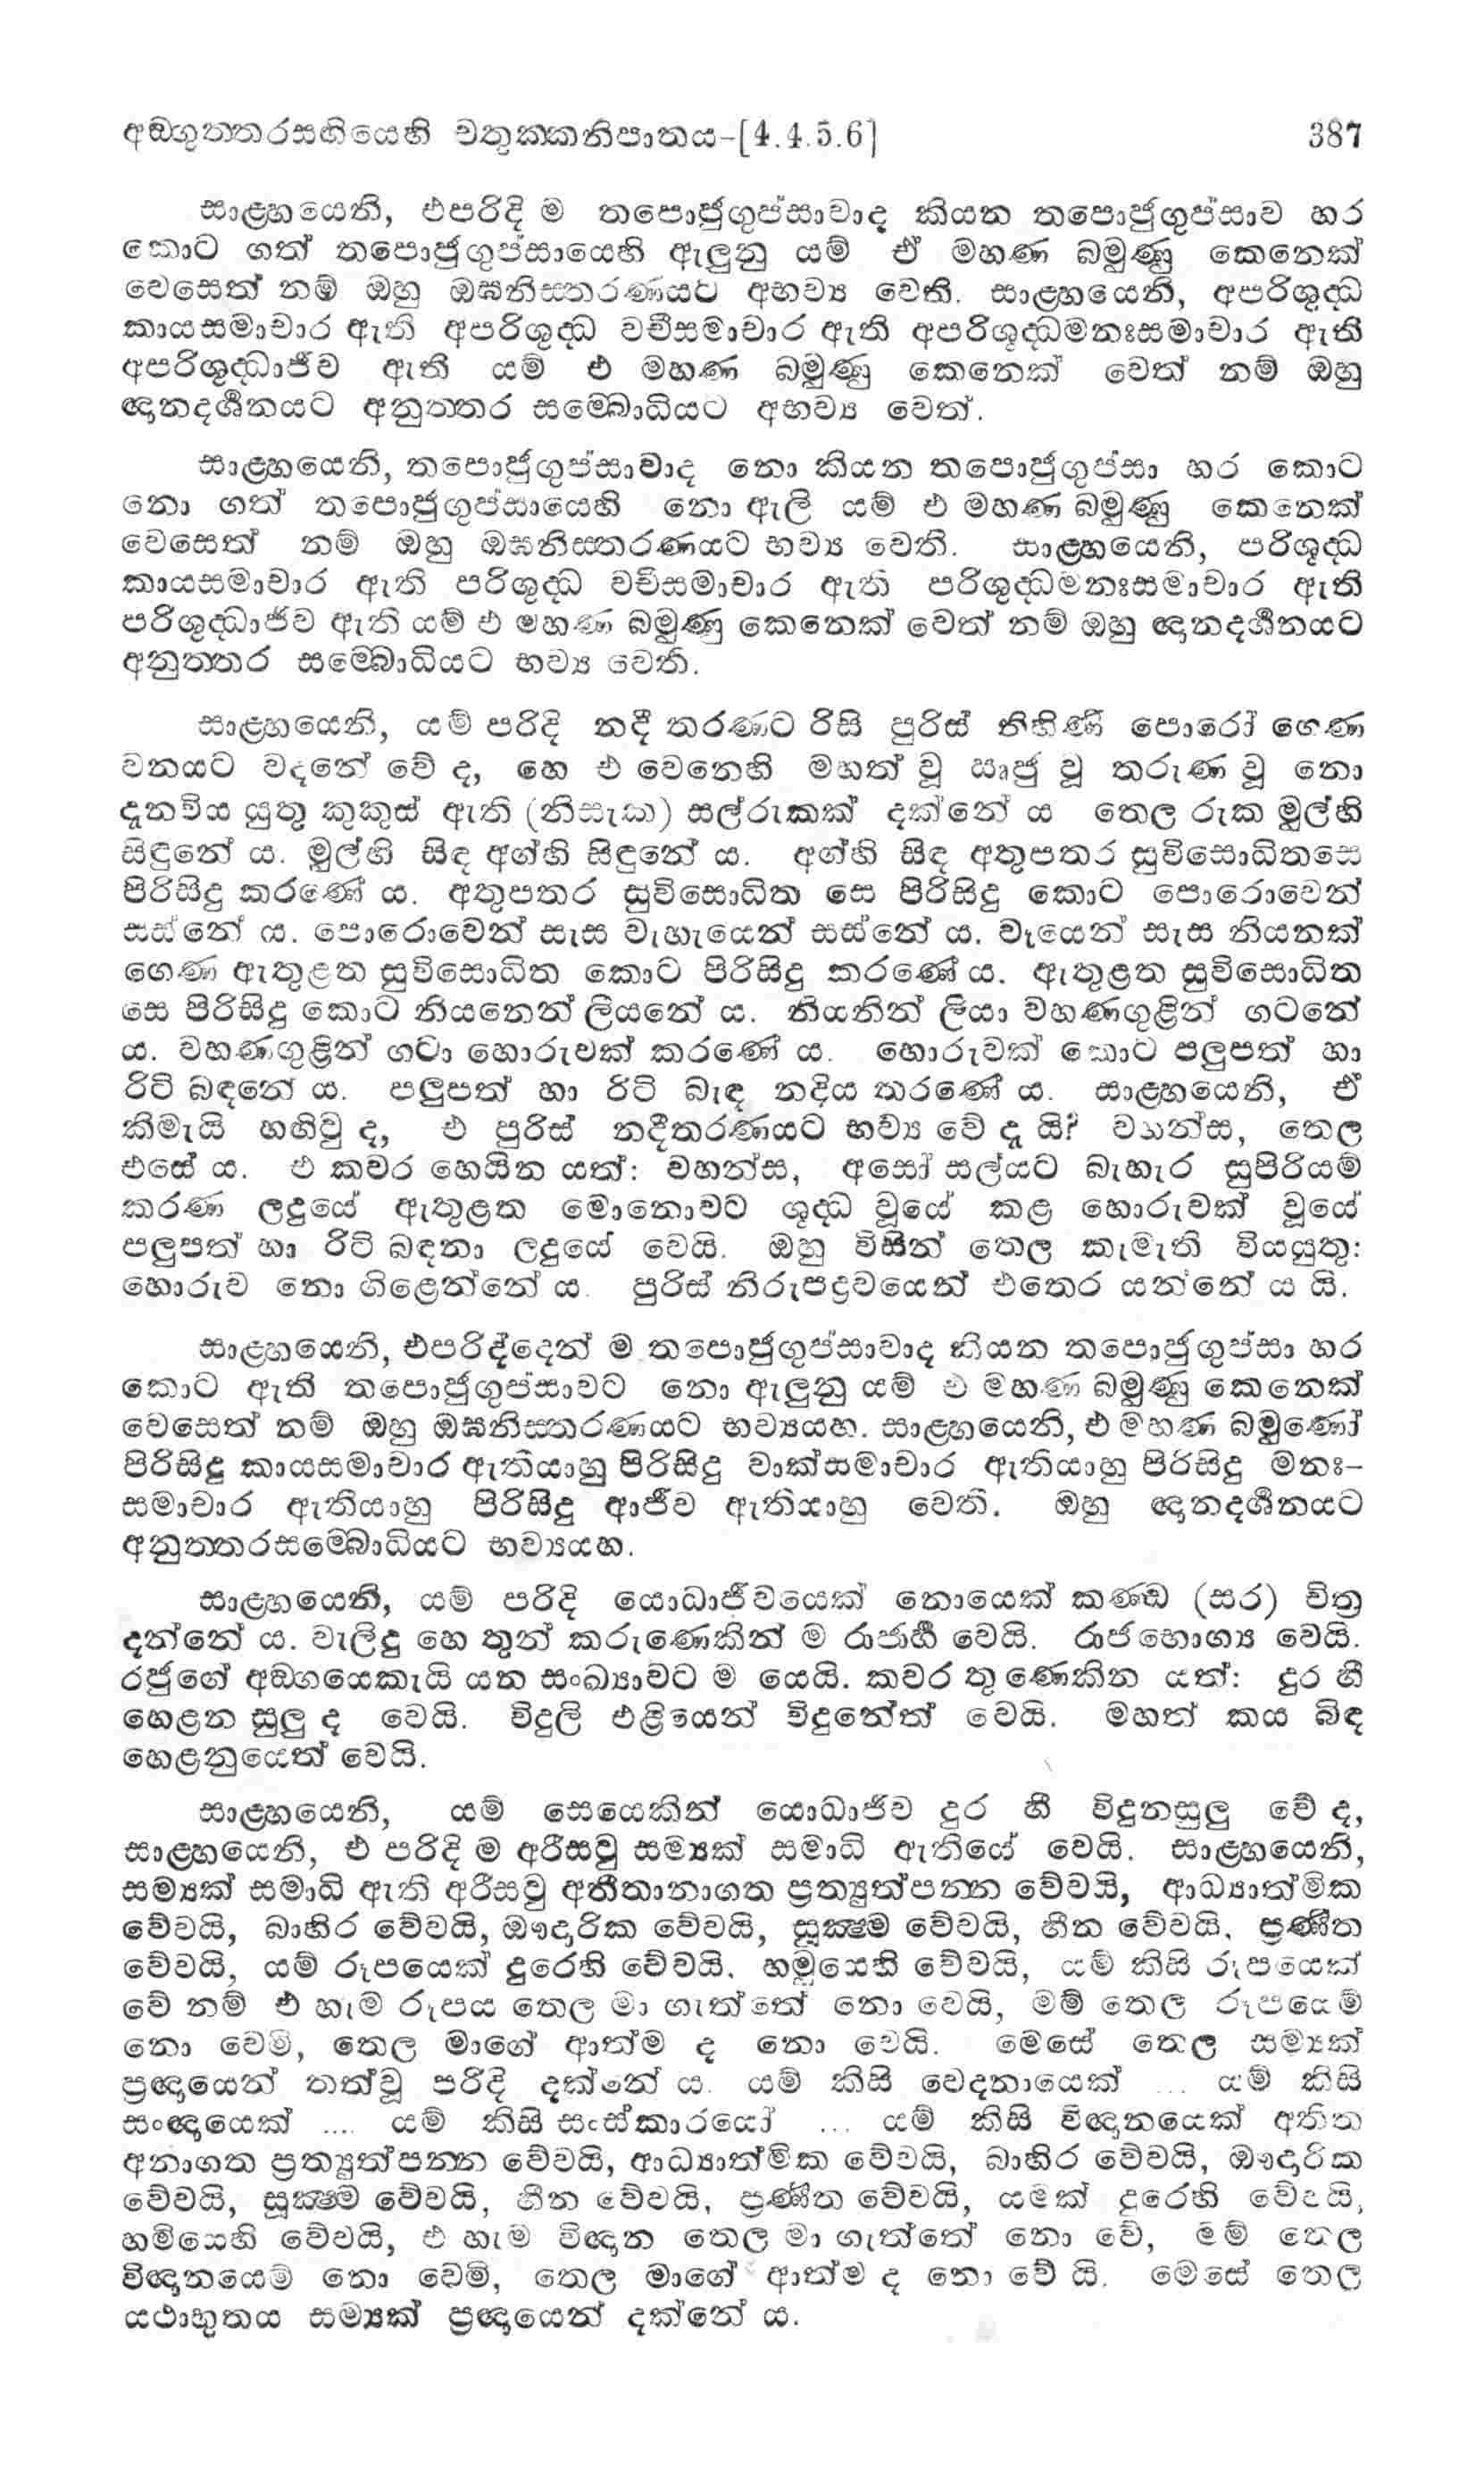 අඞගුත‍්තරසඟියෙහි චතුක‍්කනිපාතය-[4.4.5.6] 387
සාළ‍්හයෙනි, එපරිදි ම තපොජුගුප්සාවාද කියන තපොජුගුප්සාව හර
කොට ගත් තපොජුගුප්සායෙහි ඇලුනු යම් ඒ මහණ බමුණු කෙනෙක්
වෙසෙත් නම් ඔහු ඔඝනිස‍්තරණයට අභව්‍ය වෙති. සාළ‍්හයෙනි, අපරිශුද්ධ
කායසමාචාර ඇති අපරිශුද්ධ වචීසමාචාර ඇති අපරිශුද්ධමනඃසමාචාර ඇති
අපරිශුද්ධාජීව ඇති යම් එ මහණ බමුණු කෙනෙක් වෙත් නම් ඔහු
ඥානදර්‍ශනයට අනුත‍්තර සම‍්බොධියට අභව්‍ය වෙත්.
සාළ‍්හයෙනි, තපොජුගුප්සාවාද නො කියන තපොජුගුප්සා හර කොට
නො ගත් තපොජුගුප්සායෙහි නො ඇලි යම් එ මහණ බමුණු කෙනෙක්
වෙසෙත් නම් ඔහු ඔඝනිස‍්තරණයට භව්‍ය වෙති. සාළ‍්හයෙනි, පරිශුද්ධ
කායසමාචාර ඇති පරිශුද්ධ වචීසමාචාර ඇති පරිශුද්ධමනඃසමාචාර ඇති
පරිශුද්ධාජීව ඇති යම් එ මහණ බමුණු කෙනෙක් වෙත් නම් ඔහු ඥානදර්‍ශනයට
අනුත‍්තර සම‍්බොධියට භව්‍ය වෙති.
සාළ‍්හයෙනි, යම් පරිදි නදී තරණට රිසි පුරිස් තිහිණි පොරෝ ගෙණ
වනයට වදනේ වේ ද, හෙ එ වෙනෙහි මහත් වූ ඍජු වූ තරුණ වූ නො
දූනවිය යුතු කුකුස් ඇති (නිසැක) සල්රුකක් දක්නේ ය තෙල රුක මුල්හි
සිඳුනේ ය. මුල්හි සිඳ අග්හි සිඳුනේ ය. අග්හි සිඳ අතුපතර සුවිසොධිතසෙ
පිරිසිදු කරණේ ය. අතුපතර සුවිසොධිත සෙ පිරිසිදු කොට පොරොවෙන්
සස්නේ ය. පොරොවෙන් සැස වැහැයෙන් සස්නේ ය. වෑයෙන් සැස නියනක්
ගෙණ ඇතුළත සුවිසොධිත කොට පිරිසිදු කරණේ ය. ඇතුළත සුවිසොධිත
සෙ පිරිසිදු කොට නියනෙන් ලියනේ ය. නියනින් ලියා වහණගුළින් ගටනේ
ය. වහණගුළින් ගටා හොරුවක් කරණේ ය. හොරුවක් කොට පලුපත් හා
රිටි බඳනේ ය. පලුපත් හා රිටි බැඳ නදිය තරණේ ය. සාළ‍්හයෙනි, ඒ
කිමැයි හඟිවු ද, එ පුරිස් නදීතරණයට භව්‍ය වේ දැ යි? වහන්ස, තෙල
එසේ ය. එ කවර හෙයින යත්: වහන්ස, අසෝ සල්යට බැහැර සුපිරියම්
කරණ ලදුයේ ඇතුළත මොනොවට ශුද්ධ වූයේ කළ හොරුවක් වූයේ
පලුපත් හා රිටි බඳනා ලදුයේ වෙයි. ඔහු විසින් තෙල කැමැති වියයුතු:
හොරුව නො ගිළෙන්නේ ය. පුරිස් නිරුපද්‍රවයෙන් එතෙර යන්නේ ය යි.
සාළ‍්හයෙනි, එපරිද්දෙන් ම තපොජුගුප්සාවාද කියන තපොජුගුප්සා හර
කොට ඇති තපොජුගුප්සාවට නො ඇලුනු යම් එ මහණ බමුණු කෙනෙක්
වෙසෙත් නම් ඔහු ඔඝනිස‍්තරණයට භව්‍යයහ. සාළ‍්හයෙනි, එ මහණ බමුණෝ
පිරිසිදු කායසමාචාර ඇතියාහු පිරිසිදු වාක්සමාචාර ඇතියාහු පිරිසිදු මනඃ-
සමාචාර ඇතියාහු පිරිසිදු ආජීව ඇතියාහු වෙති. ඔහු ඥානදර්‍ශනයට
අනුත‍්තරසම‍්බොධියට භව්‍යයහ.
සාළ‍්හයෙනි, යම් පරිදි යොධාජීවයෙක් නොයෙක් කණ‍්ඩ (සර) චිත්‍ර
දන්නේ ය. වැලිදු හෙ තුන් කරුණෙකින් ම රාජාර්‍හ වෙයි. රාජභොග්‍ය වෙයි.
රජුගේ අඞගයෙකැයි යන සංඛ්‍යාවට ම යෙයි. කවර තුණෙකින යත්: දුර හී
හෙළන සුලු ද වෙයි. විදුලි එළියෙන් විදුනේත් වෙයි. මහත් කය බිඳ
හෙළනුයෙත් වෙයි.
සාළ‍්හයෙනි, යම් සෙයෙකින් යොධාජීව දුර හී විදුනසුලු වේ ද,
සාළ‍්හයෙනි, එ පරිදි ම අරීසවු සම්‍යක් සමාධි ඇතියේ වෙයි. සාළ‍්හයෙනි,
සම්‍යක් සමාධි ඇති අරීසවු අතීතානාගත ප්‍රත්‍යුත්පන‍්න වේවයි, ආධ්‍යාත්මික
වේවයි, බාහිර වේවයි, ඖදාරික වේවයි, සූක්‍ෂම වේවයි, හීන වේවයි, ප්‍රණීත
වේවයි, යම් රූපයෙක් දුරෙහි වේවයි, හමුයෙහි වේවයි, යම් කිසි රූපයෙක්
වේ නම් එ හැම රූපය තෙල මා ගැත්තේ නො වෙයි, මම් තෙල රූපයෙම්
නො වෙමි, තෙල මාගේ ආත්ම ද නො වෙයි. මෙසේ තෙල සම්‍යක්
ප්‍රඥායෙන් තත්වූ පරිදි දක්නේ ය. යම් කිසි වෙදනායෙක් ... යම් කිසි
සංඥායෙක් .... යම් කිසි සංස්කාරයෝ ... යම් කිසි විඥානයෙක් අතීත
අනාගත ප්‍රත්‍යුත්පන‍්න වේවයි, ආධ්‍යාත්මික වේවයි, බාහිර වේවයි, ඖදාරික
වේවයි, සූක්‍ෂම වේවයි, හීන වේවයි, ප්‍රණීත වේවයි, යමක් දුරෙහි වේවයි,
හමියෙහි වේවයි, එ හැම විඥාන තෙල මා ගැත්තේ නො වේ, මම් තෙල
විඥානයෙම් නො වෙමි, තෙල මාගේ ආත්ම ද නො වේ යි. මෙසේ තෙල
යථාභූතය සම්‍යක් ප්‍රඥායෙන් දක්නේ ය.